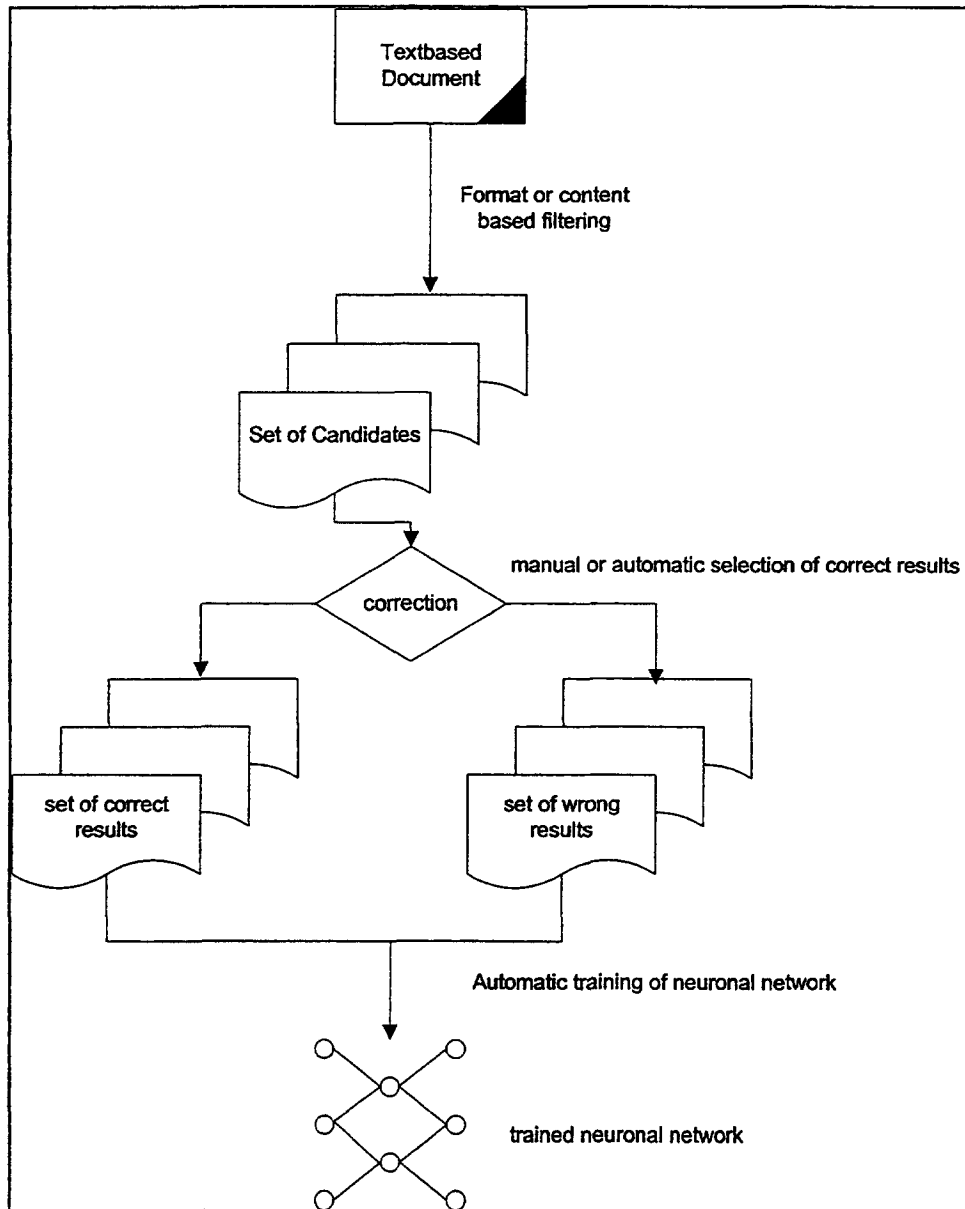 Textbased
Document
Format or content
based filtering
Set of Candidates
manual or automatic selection of correct results
correction
set of correct
results
set of wrong
results
Automatic training of neuronal network
trained neuronal network